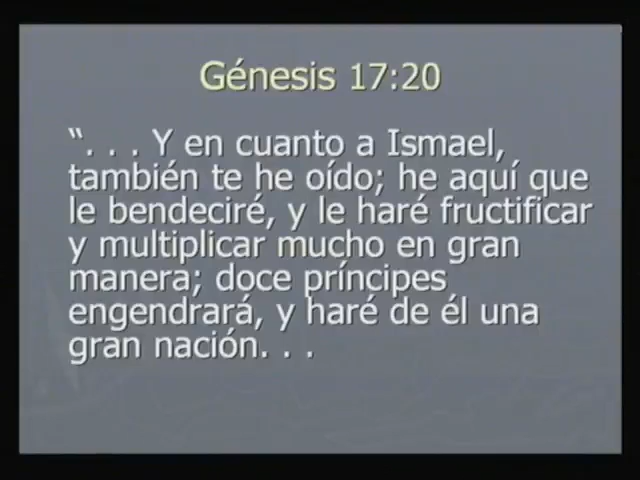 Génesis 17:20
“. . . Y en cuanto a Ismael,
también te he oído; he aquí que
le bendeciré, y le haré fructificar
y multiplicar mucho en gran
manera; doce príncipes
engendrará, y haré de él una
gran nación. . .